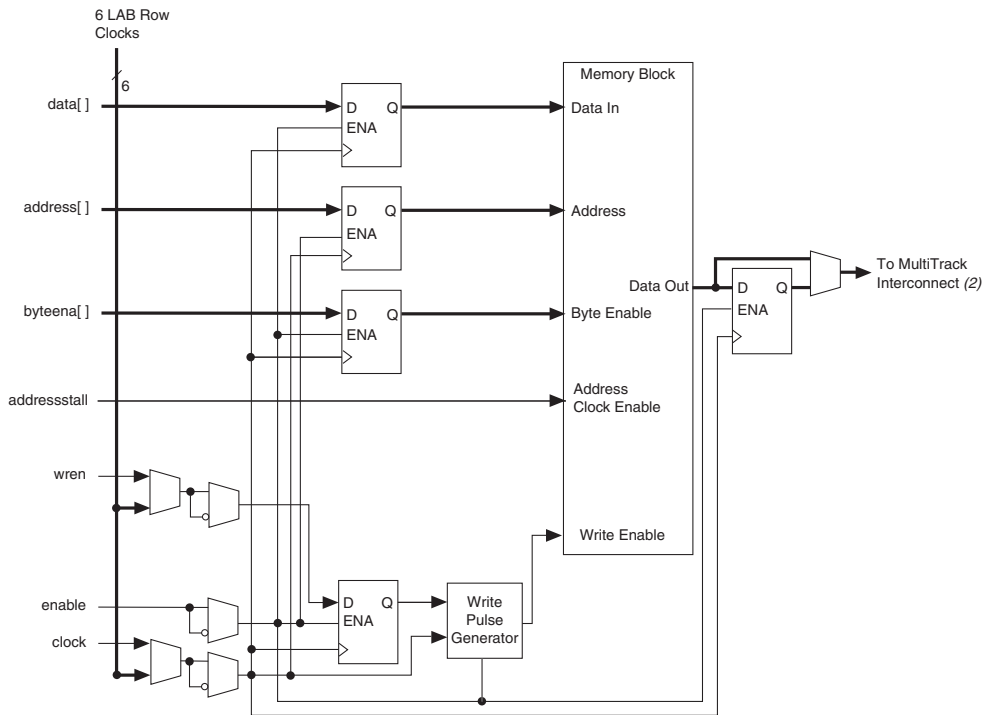 6 LAB Row
Clocks
6
data[ ]
D Q
ENA
Memory Block
Data In
address[ ]
D Q
ENA
Address
byteena[ ]
D Q
ENA
Byte Enable
Data Out
D Q
ENA
To MultiTrack
Interconnect (2)
addressstall
Address
Clock Enable
wren
Write Enable
enable
clock
D Q
ENA
Write
Pulse
Generator